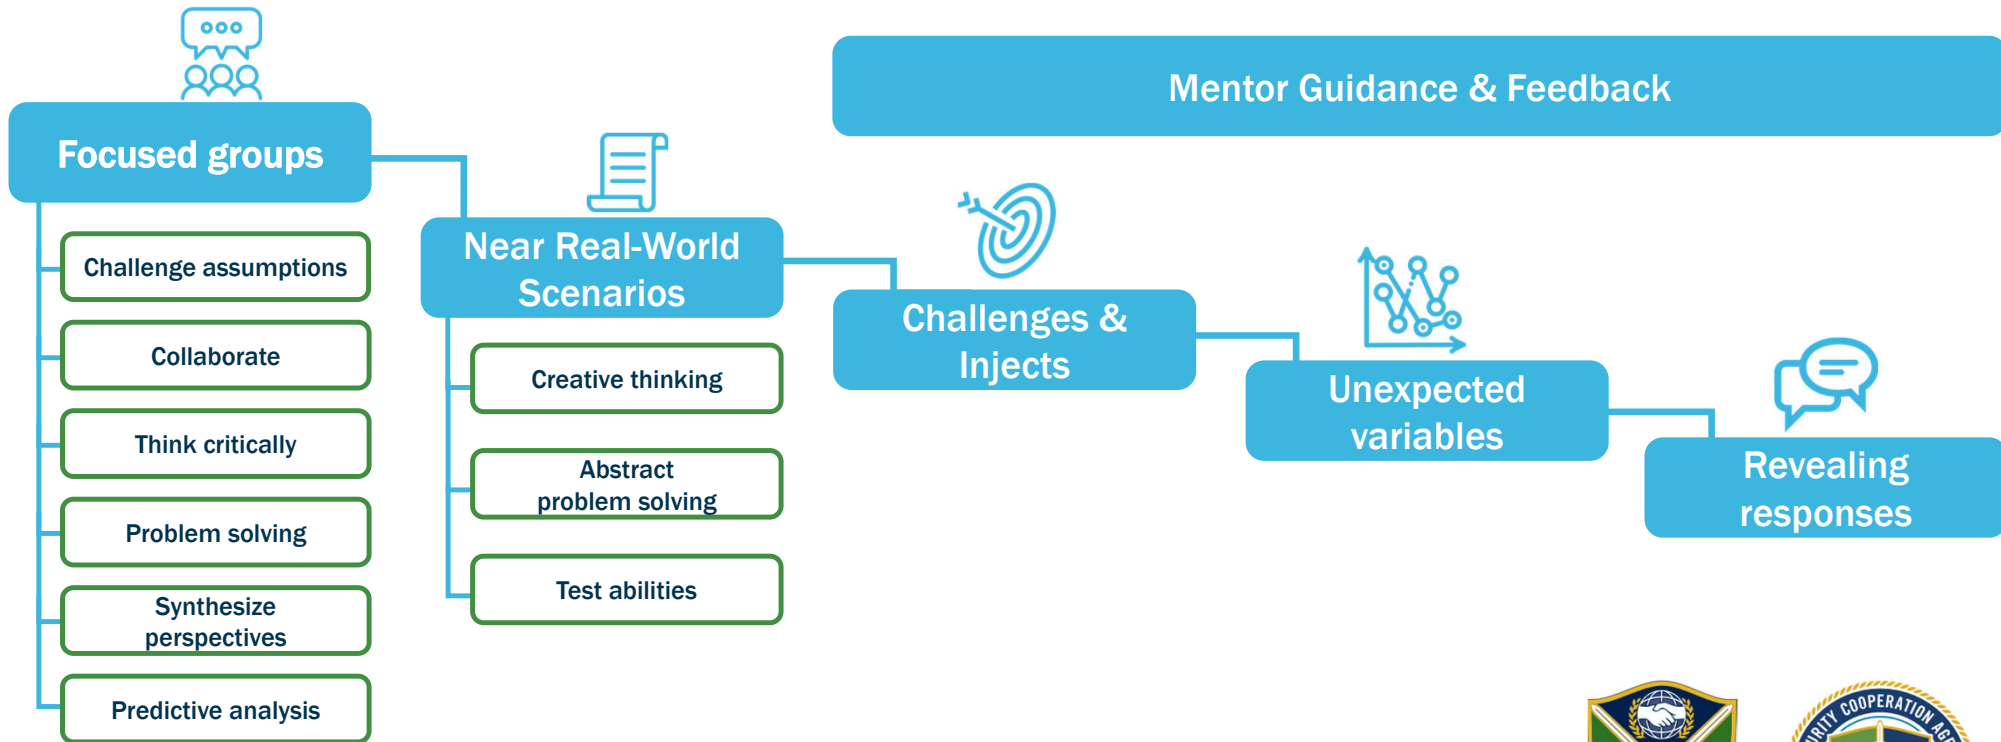 Mentor Guidance & Feedback
Focused groups
Challenge assumptions
Collaborate
Think critically
Problem solving
Synthesize
perspectives
Predictive analysis
Near Real-World
Scenarios
Creative thinking
Abstract
problem solving
Test abilities
Challenges &
Injects
Unexpected
variables
Revealing
responses
COOPERATION